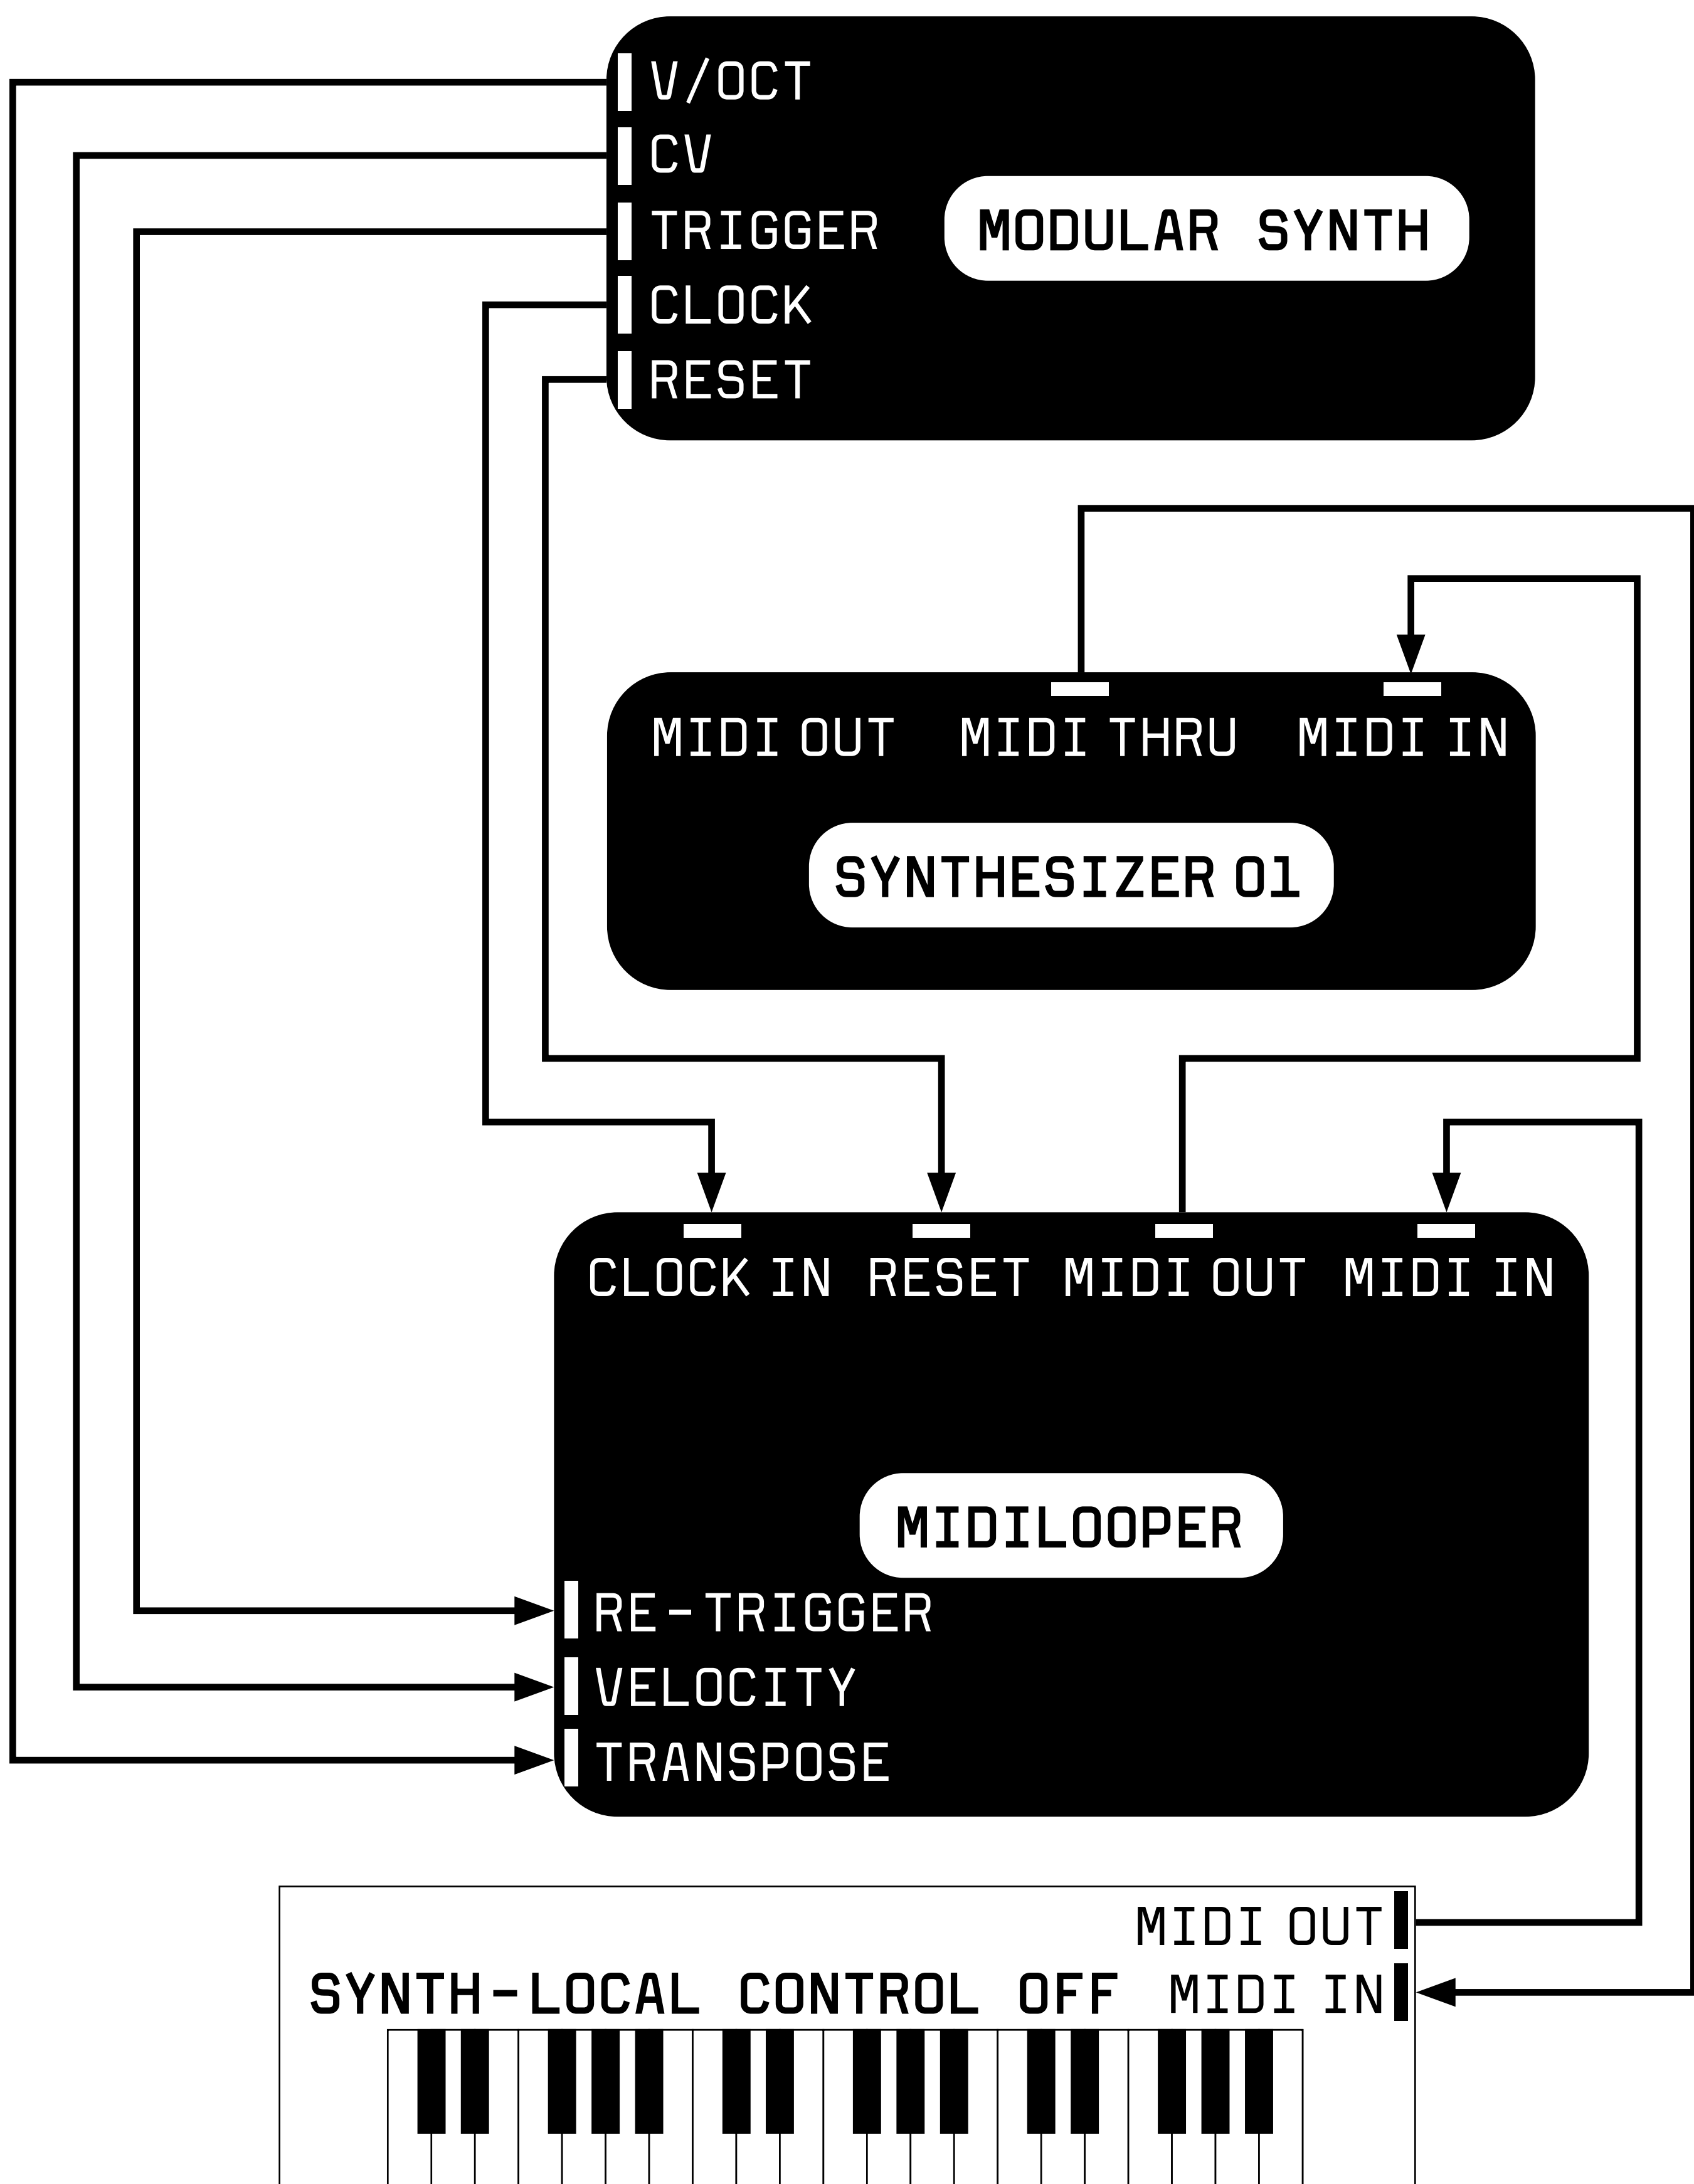 V/OCT
CV
TRIGGER
MODULAR SYNTH
CLOCK
RESET
MIDI OUT MIDI THRU MIDI IN
SYNTHESIZER 01
CLOCK IN RESET MIDI OUT MIDI IN
MIDILOOPER
RE-TRIGGER
VELOCITY
TRANSPOSE
MIDI OUT
SYNTH-LOCAL CONTROL OFF MIDI IN